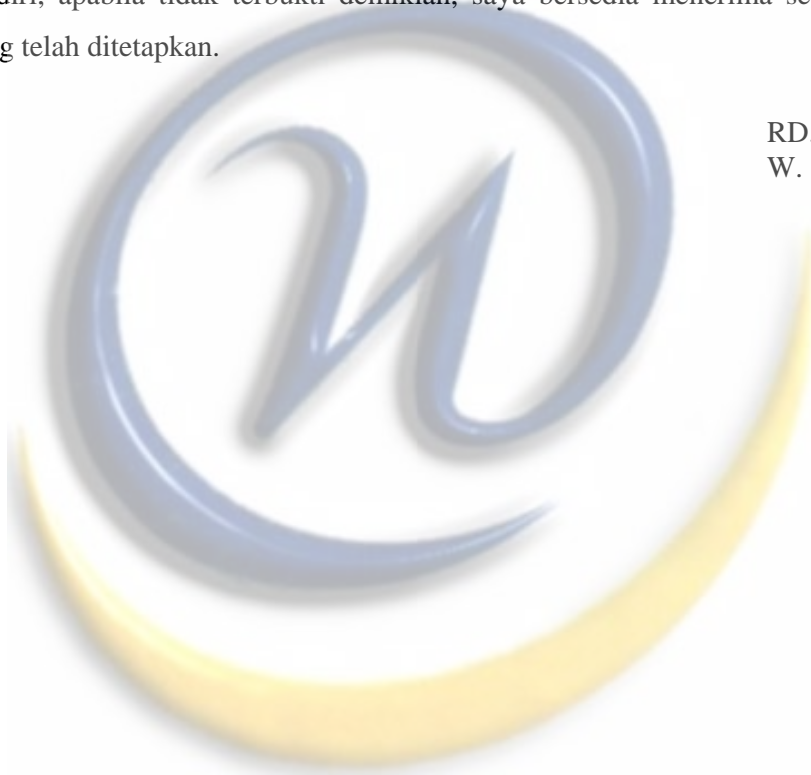 diri, apabila tidak terbukti demikian, saya bersedia menerima se
g telah ditetapkan.
RD.
W.